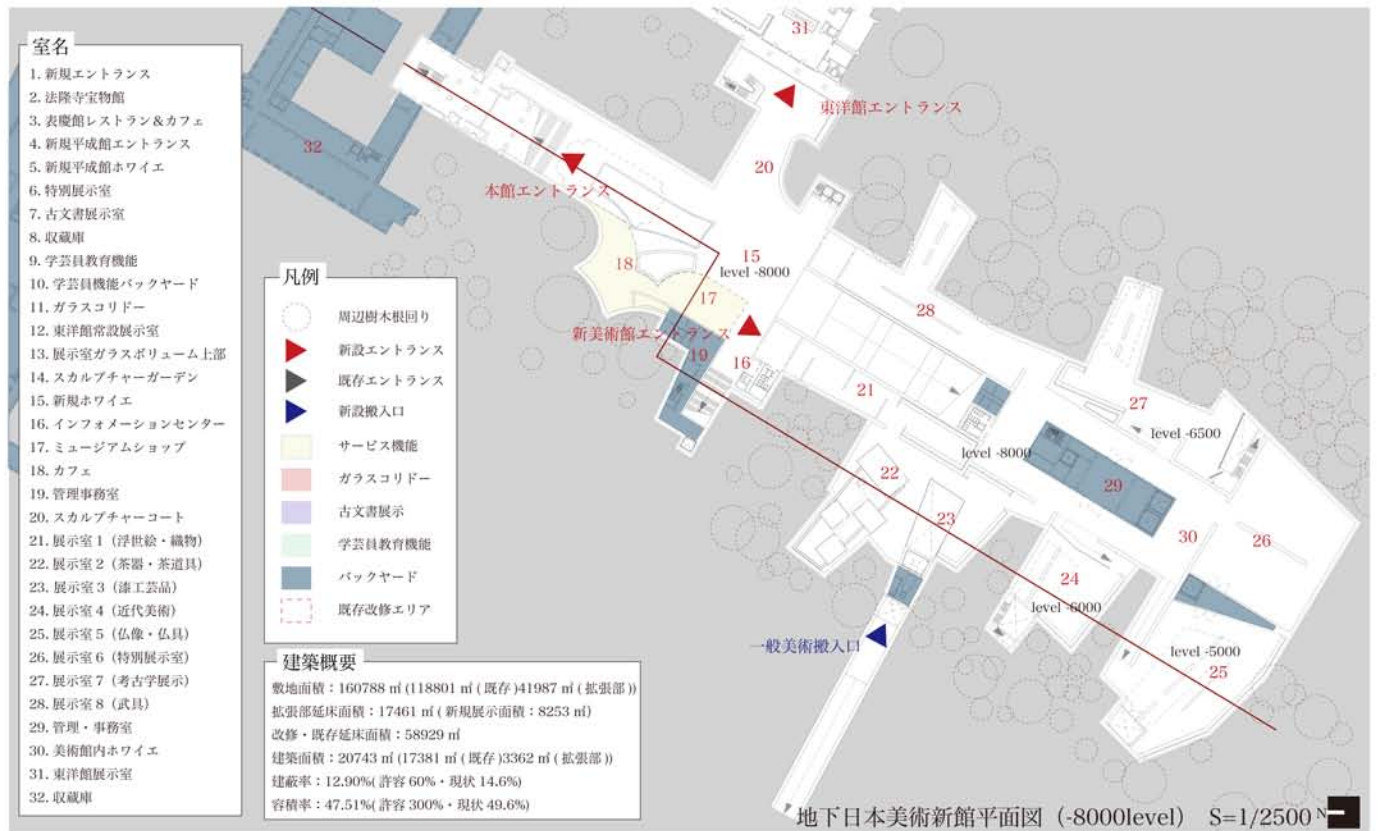 室名
1. 新規エントランス
2. 法隆寺宝物館
3. 表慶館レストラン&カフェ
4. 新規平成館エントランス
5. 新規平成館ホワイエ
6. 特別展示室
7. 古文書展示室
8. 収蔵庫
9. 学芸員教育機能
10. 学芸員機能バックヤード
11. ガラスコリドー
12. 東洋館常設展示室
13. 展示室ガラスボリューム上部
14. スカルプチャーガーデン
15. 新規ホワイエ
16. インフォメーションセンター
17. ミュージアムショップ
18. カフェ
19. 管理事務室
20. スカルプチャーコート
21. 展示室 1（浮世絵・織物）
22. 展示室 2（茶器・茶道具）
23. 展示室 3（漆工芸品）
24. 展示室 4（近代美術）
25. 展示室 5（仏像・仏具）
26. 展示室 6（特別展示室）
27. 展示室 7（考古学展示）
28. 展示室 8（武具）
29. 管理・事務室
30. 美術館内ホワイエ
31. 東洋館展示室
32. 収蔵庫
凡例
周辺樹木根回り
新設エントランス
既存エントランス
新設搬入口
サービス機能
ガラスコリドー
古文書展示
学芸員教育機能
バックヤード
既存改修エリア
建築概要
敷地面積：160788 ㎡ (118801 ㎡ ( 既存 )41987 ㎡ ( 拡張部 ))
拡張部延床面積：17461 ㎡ ( 新規展示面積：8253 ㎡)
改修・既存延床面積：58929 ㎡
建築面積：20743 ㎡ (17381 ㎡ ( 既存 )3362 ㎡ ( 拡張部 ))
建蔽率：12.90%( 許容 60%・現状 14.6%)
容積率：47.51%( 許容 300%・現状 49.6%)
31
東洋館エントランス
32
20
本館エントランス
15
level -8000
18
17
28
新美術館エントランス
19
16
21
27
level -6500
level -8000
22
29
23
30
26
24
level -6000
一般美術搬入口
level -5000
25
地下日本美術新館平面図（-8000level） S=1/2500 N